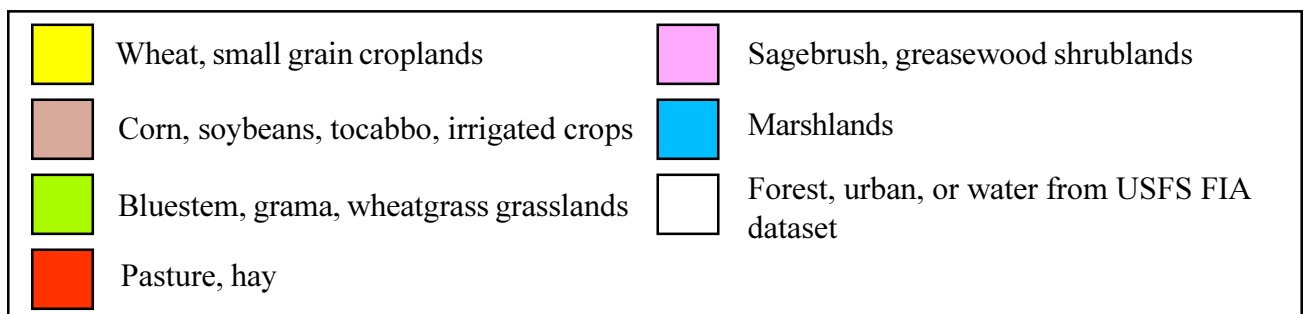 Wheat, small grain croplands
Corn, soybeans, tocabbo, irrigated crops
Bluestem, grama, wheatgrass grasslands
Pasture, hay
Sagebrush, greasewood shrublands
Marshlands
Forest, urban, or water from USFS FIA
dataset